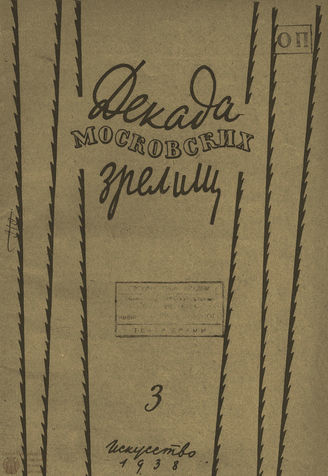 ОП
Декада
МОСКОВСКИХ
зрелищ
3
Искусство
1938